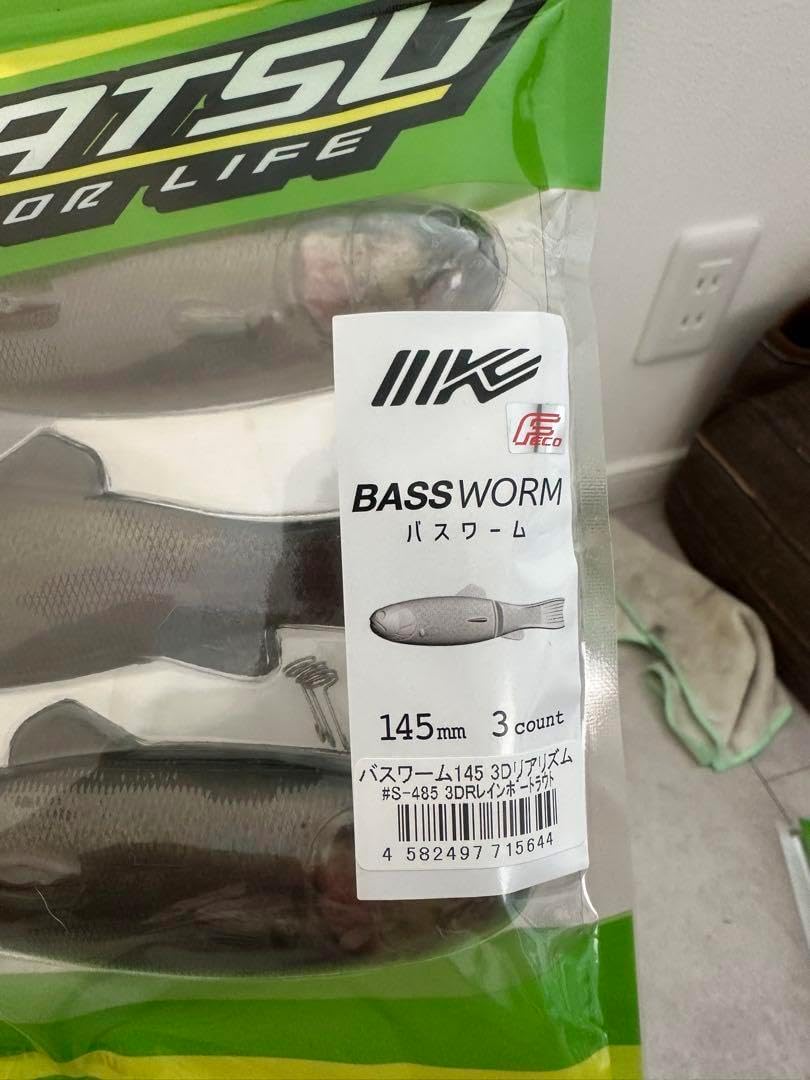 ATSU
OR LIFE
FECO
BASS WORM
バスワーム
145mm 3 count
バスワーム145 3Dリアリズム
#S-485 3DRレインボートラウト
4 582497 715644